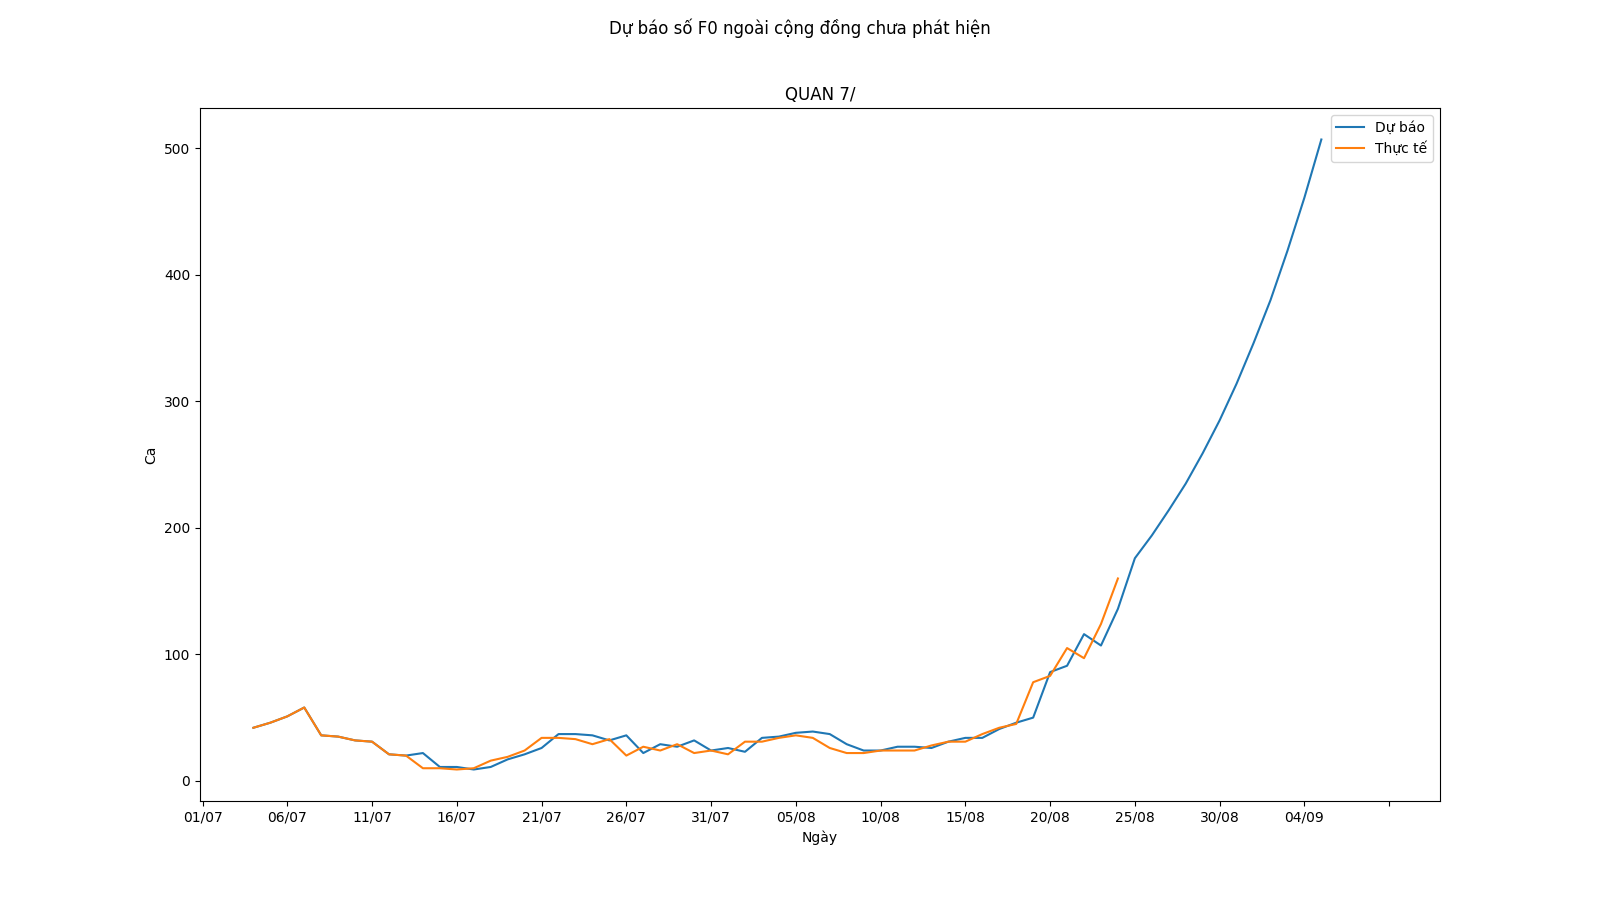 Dự báo số F0 ngoài cộng đồng chưa phát hiện
QUAN 7/
Dự báo
Thực tế
500
400
300
200
100
0
Ca
01/07 06/07 11/07 16/07 21/07 26/07 31/07 05/08 10/08 15/08 20/08 25/08 30/08 04/09
Ngày